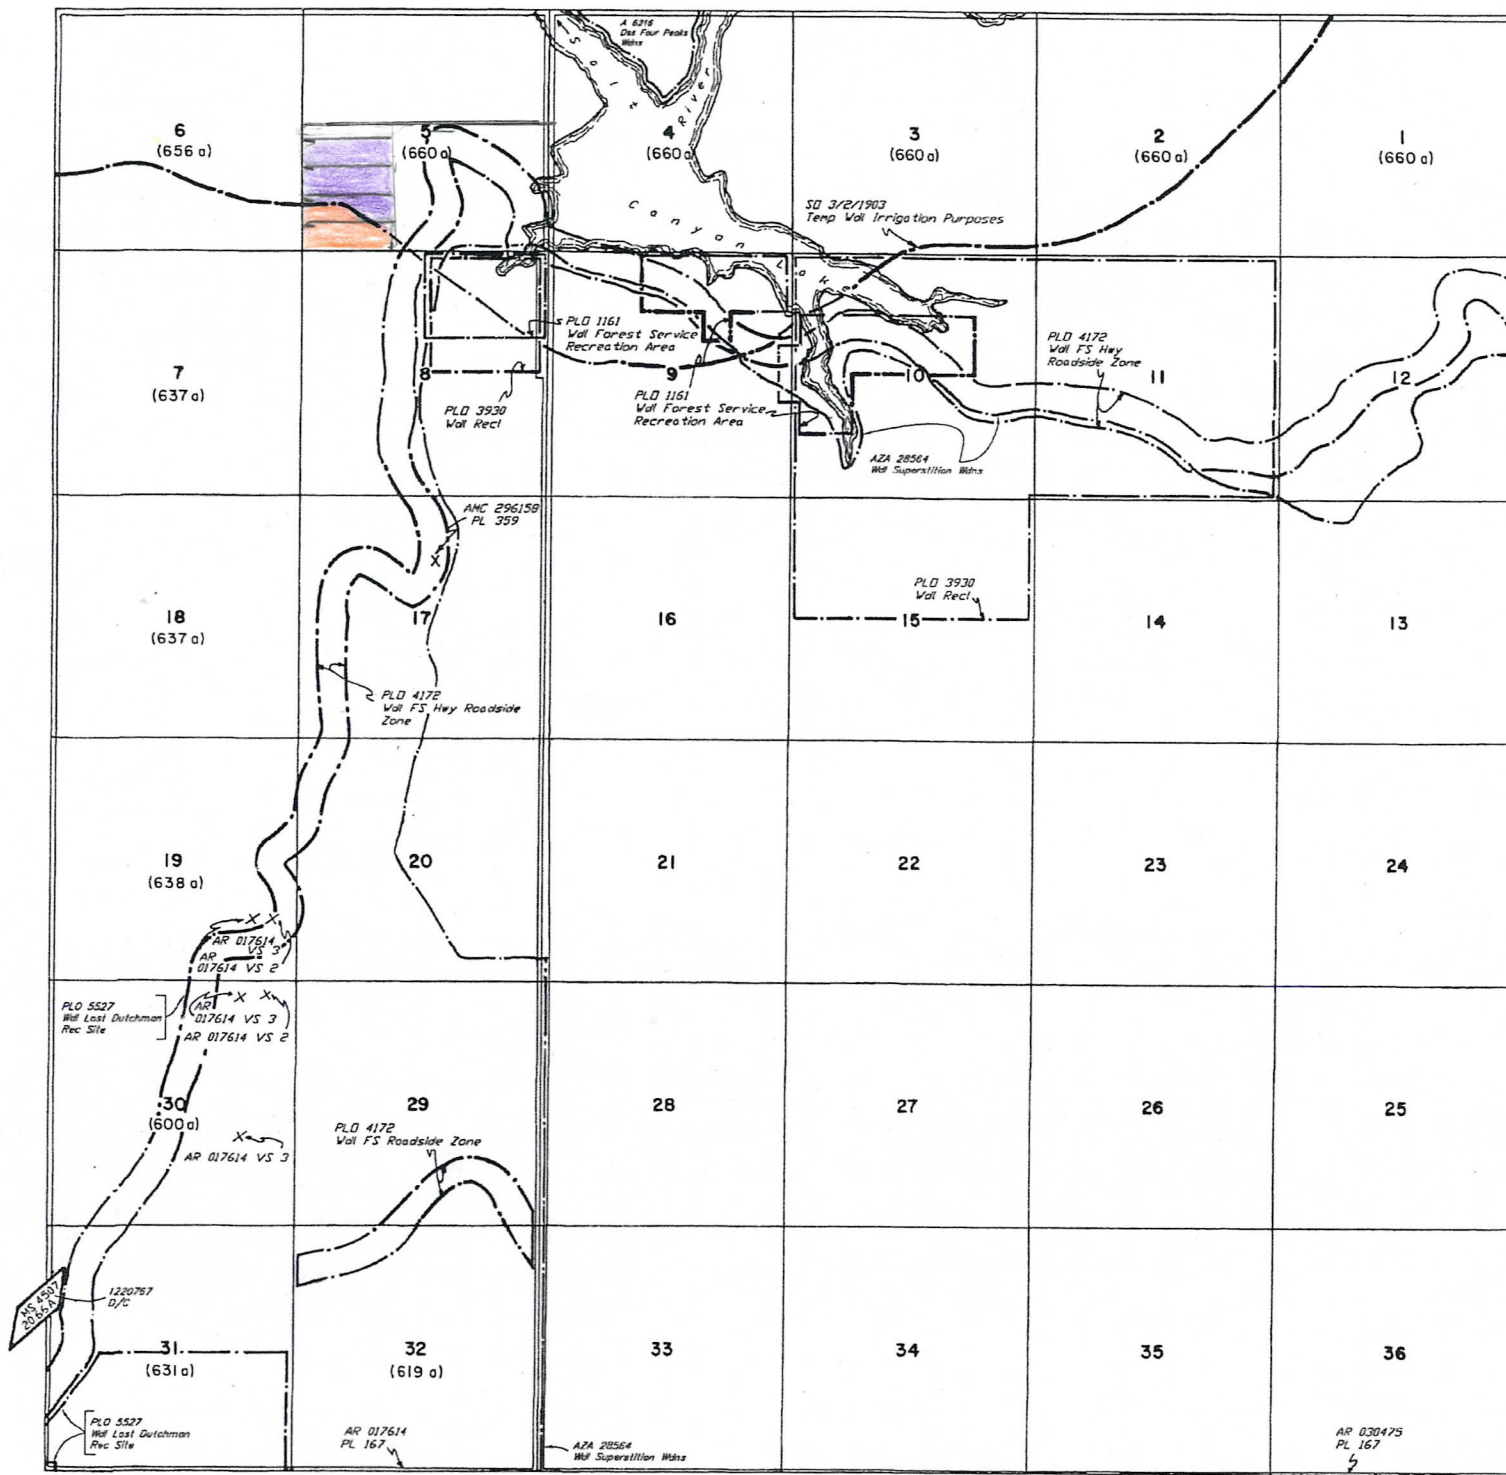 A 6216
Des Four Peaks
Wdns
Salt
River
6
(656 a)
5
(660 a)
4
(660 a)
3
(660 a)
2
(660 a)
1
(660 a)
SO 3/2/1903
Temp Wdl Irrigation Purposes
Canyon
Lake
PLO 1161
Wdl Forest Service
Recreation Area
PLO 4172
Wdl FS Hwy
Roadside Zone
7
(637 a)
8
9
10
11
12
PLO 3930
Wdl Recl
PLO 1161
Wdl Forest Service
Recreation Area
AZA 28564
Wdl Superstition Wdns
AMC 296158
PL 359
X
18
(637 a)
17
16
PLO 3930
Wdl Recl
15
14
13
PLO 4172
Wdl FS Hwy Roadside
Zone
19
(638 a)
20
21
22
23
24
X X
AR 017614
VS 3
AR
017614 VS 2
PLO 5527
Wdl Lost Dutchman
Rec Site
X X
AR
017614 VS 3
AR 017614 VS 2
30
(600 a)
29
28
27
26
25
PLO 4172
Wdl FS Roadside Zone
X
AR 017614 VS 3
MS 4507
20.66 A
1220767
D/C
31
(631 a)
32
(619 a)
33
34
35
36
PLO 5527
Wdl Lost Dutchman
Rec Site
AR 017614
PL 167
AZA 28564
Wdl Superstition Wdns
AR 030475
PL 167